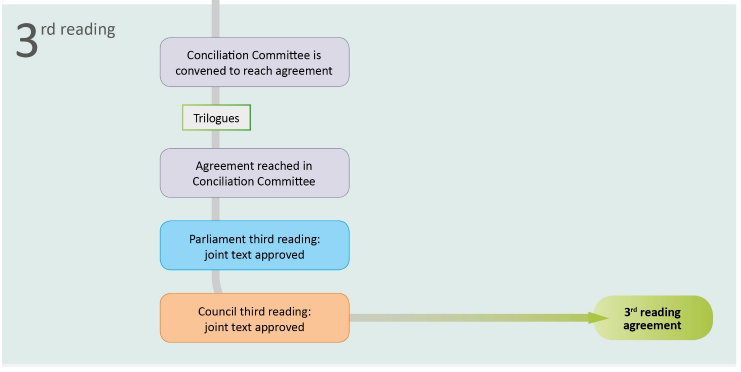 3rd reading
Conciliation Committee is
convened to reach agreement
Trilogues
Agreement reached in
Conciliation Committee
Parliament third reading:
joint text approved
Council third reading:
joint text approved
3rd reading
agreement